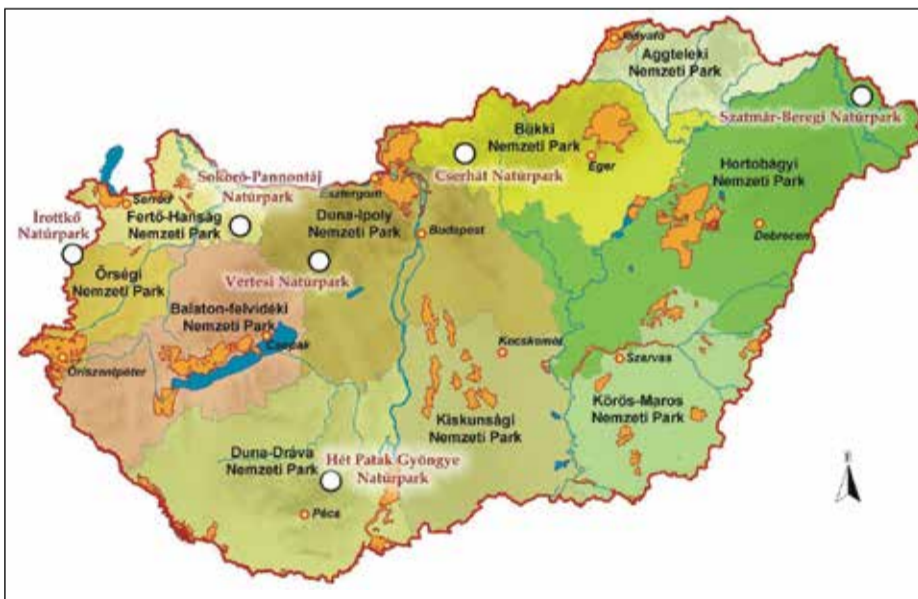 Jósvafő
Aggteleki
Nemzeti Park
Szatmár-Beregi Natúrpark
Bükki
Nemzeti Park
Eger
Cserhát Natúrpark
Hortobágyi
Nemzeti Park
Debrecen
Sokoró-Pannontáj
Natúrpark
Esztergom
Sarród
Fertő-Hanság
Nemzeti Park
Duna-Ipoly
Nemzeti Park
Budapest
Írottkő
Natúrpark
Vértesi Natúrpark
Őrségi
Nemzeti Park
Balaton-felvidéki
Nemzeti Park
Csopak
Őriszentpéter
Kecskemét
Szarvas
Körös-Maros
Nemzeti Park
Kiskunsági
Nemzeti Park
Duna-Dráva
Nemzeti Park
Hét Patak Gyöngye
Natúrpark
Pécs